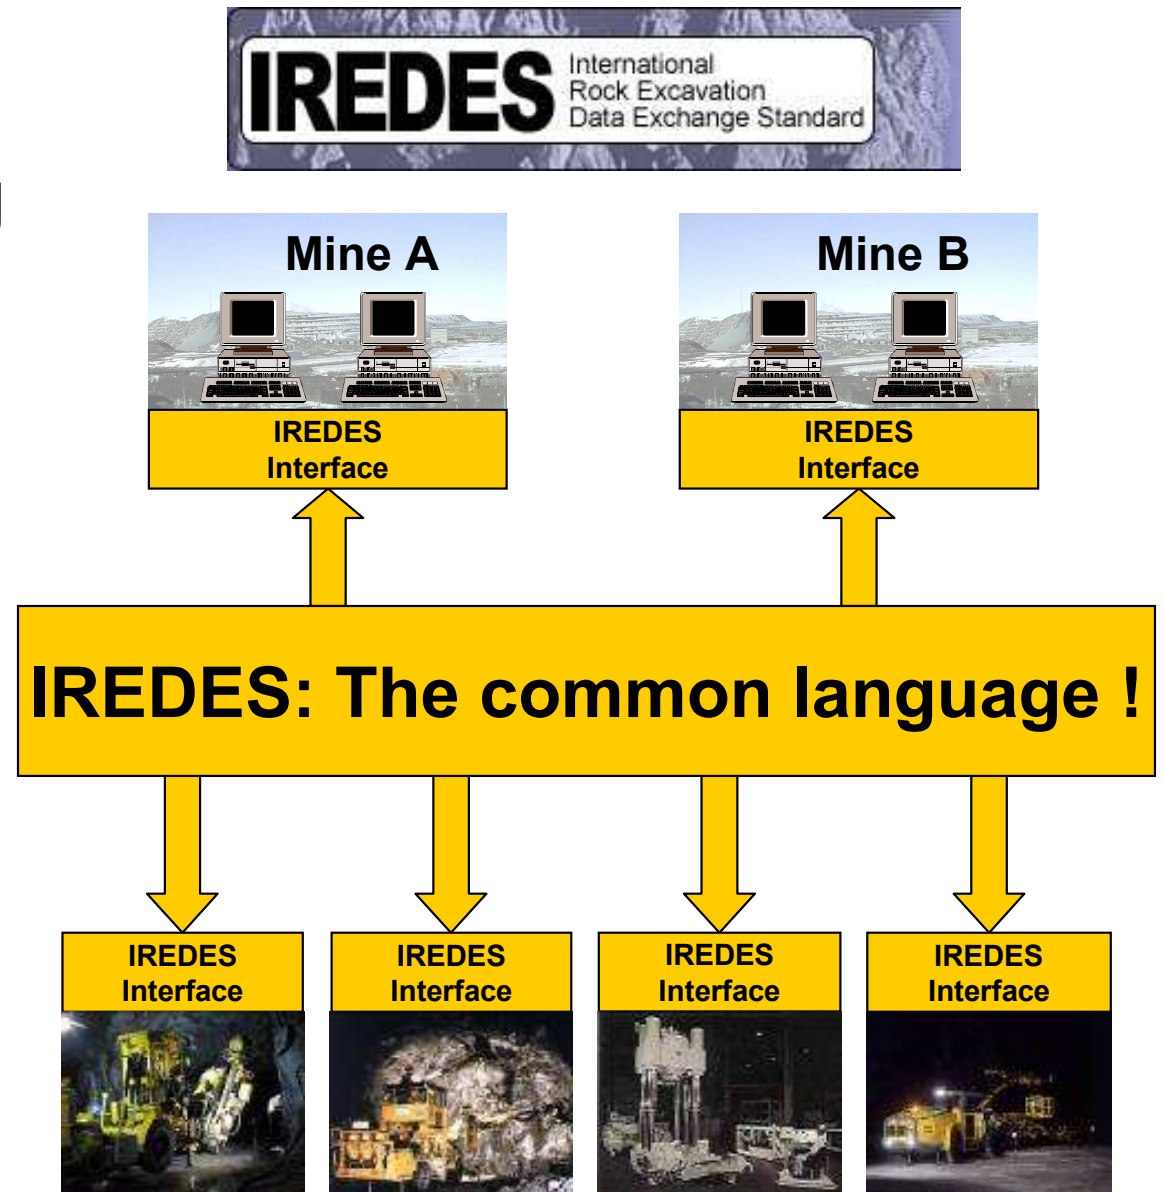 IREDES
International
Rock Excavation
Data Exchange Standard
Mine A
Mine B
IREDES
Interface
IREDES
Interface
IREDES: The common language !
IREDES
Interface
IREDES
Interface
IREDES
Interface
IREDES
Interface